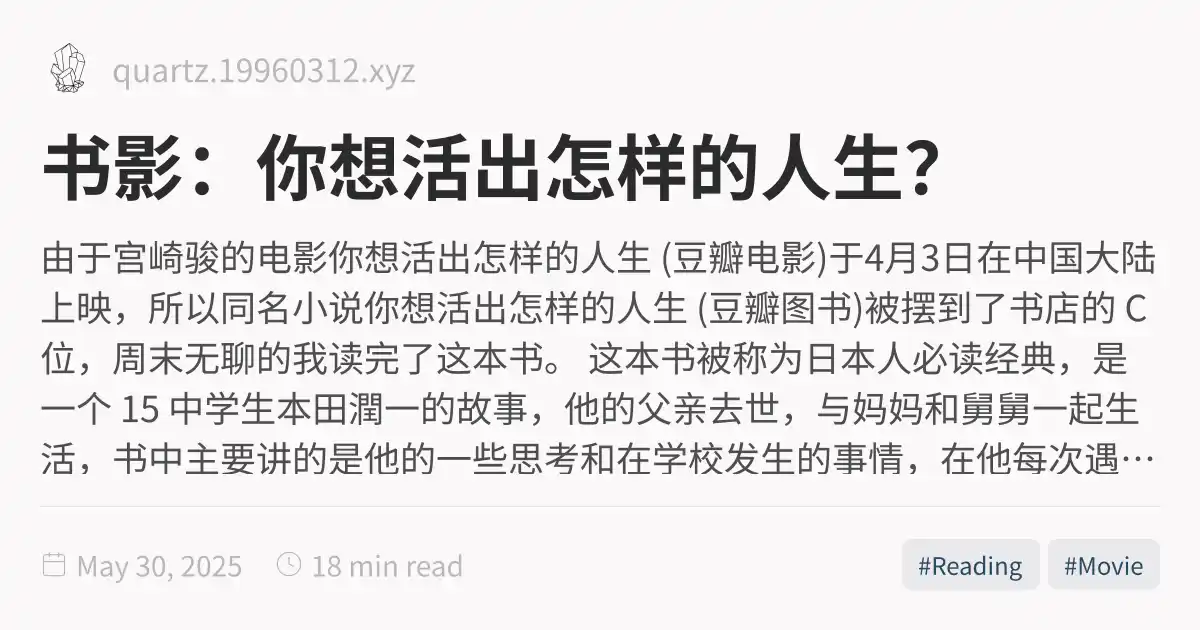 quartz.19960312.xyz
书影：你想活出怎样的人生？
由于宫崎骏的电影你想活出怎样的人生 (豆瓣电影)于4月3日在中国大陆
上映，所以同名小说你想活出怎样的人生 (豆瓣图书)被摆到了书店的 C
位，周末无聊的我读完了这本书。 这本书被称为日本人必读经典，是
一个 15 中学生本田潤一的故事，他的父亲去世，与妈妈和舅舅一起生
活，书中主要讲的是他的一些思考和在学校发生的事情，在他每次遇…
May 30, 2025 18 min read #Reading #Movie